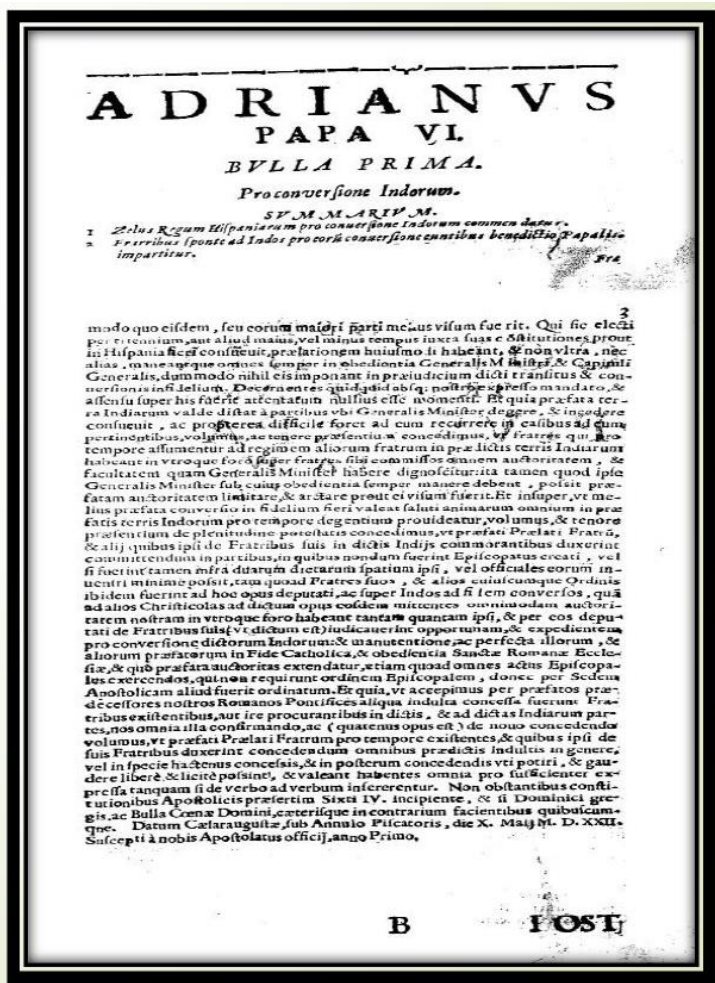 ADRIANVS
PAPA VI.
BVLLA PRIMA.
Pro conversione Indorum.
SVMMARIVM.
1 Zelus Regum Hispaniarum pro conuersione Indorum commendatur.
2 Fratribus sponte ad Indos pro eorũ conuersione euntibus benedictio Papalis
impartitur.
Fra
3
modo quo eisdem, seu eorum maiori parti melius visum fuerit. Qui sic electi
per triennium, aut aliud maius, vel minus tempus iuxta suas cõstitutiones prout
in Hispania fieri consueuit, prælationem huiusmodi habeant, & non vltra, nec
alias, maneantque omnes semper in obedientia Generalis Ministri, & Capituli
Generalis, dummodo nihil eis imponant in præiudicium dicti transitus & con-
uersionis infidelium. Decernentes quidquid absq; nostro expresso mandato, &
assensu super his fuerit attentatum nullius esse momenti. Et quia præfata ter-
ra Indiarum valde distat à partibus vbi Generalis Minister degere, & ingedere
consueuit, ac propterea difficile foret ad eum recurrere in casibus ad eum
pertinentibus, volumus, ac tenore præsentium concedimus, vt fratres qui pro
tempore assumentur ad regimem aliorum fratrum in prædictis terris Indiarum
habeant in vtroque foro super fratres sibi commissos omnem auctoritatem, &
facultatem quam Generalis Minister habere dignoscitur: ita tamen quod ipse
Generalis Minister sub cuius obedientia semper manere debent, possit præ-
fatam auctoritatem limitare, & arctare prout ei visum fuerit. Et insuper, vt me-
lius præfata conversio infidelium fieri valeat saluti animarum omnium in præ
fatis terris Indorum pro tempore degentium prouideatur, volumus, & tenore
præsentium de plenitudine potestatis concedimus, vt præfati Prælati Fratrũ,
& alij quibus ipsi de Fratribus suis in dictis Indijs commorantibus duxerint
committendum in partibus, in quibus nondum fuerint Episcopatus creati, vel
si fuerint tamen infra duarum dietarum spatium ipsi, vel officiales eorum in-
ueniri minimè possit, tam quoad Fratres suos, & alios cuiuscumque Ordinis
ibidem fuerint ad hoc opus deputati, ac super Indos ad fidem conversos, quã
ad alios Christicolas ad dictum opus eosdem mittentes omnimodam auctori-
tatem nostram in vtroque foro habeant tantam quantam ipsi, & per eos depu-
tati de Fratribus suis (vt dictum est) iudicauerint opportunam, & expedientem
pro conversione dictorum Indorum: & manutentione, ac perfecta illorum, &
aliorum præfatorum in Fide Catholica, & obedientia Sanctæ Romanæ Eccle-
siæ, & quod præfata auctoritas extendatur, etiam quoad omnes actus Episcopa-
les exercendos, qui non requirunt ordinem Episcopalem, donec per Sedem
Apostolicam aliud fuerit ordinatum. Et quia, vt accepimus per præfatos præ-
decessores nostros Romanos Pontifices aliqua indulta concessa fuerunt Fra-
tribus existentibus, aut ire procurantibus in dictis, & ad dictas Indiarum par-
tes, nos omnia illa confirmando, ac (quatenus opus est) de nouo concedendo
volumus, vt præfati Prælati Fratrum pro tempore existentes, & quibus ipsi de
suis Fratribus duxerint concedendum omnibus prædictis Indultis in genere,
vel in specie hactenus concessis, & in posterum concedendis vti potiri, & gau-
dere liberè, & licitè possint, & valeant habentes omnia pro sufficienter ex-
pressa tanquam si de verbo ad verbum insererentur. Non obstantibus consti-
tutionibus Apostolicis præsertim Sixti IV. incipiente, & si Dominici gre-
gis, ac Bulla Cœnæ Domini, cæterisque in contrarium facientibus quibuscum-
que. Datum Cæsaraugustæ, sub Annulo Piscatoris, die X. Maij M. D. XXII.
Suscepti à nobis Apostolatus officij, anno Primo,
B
POST